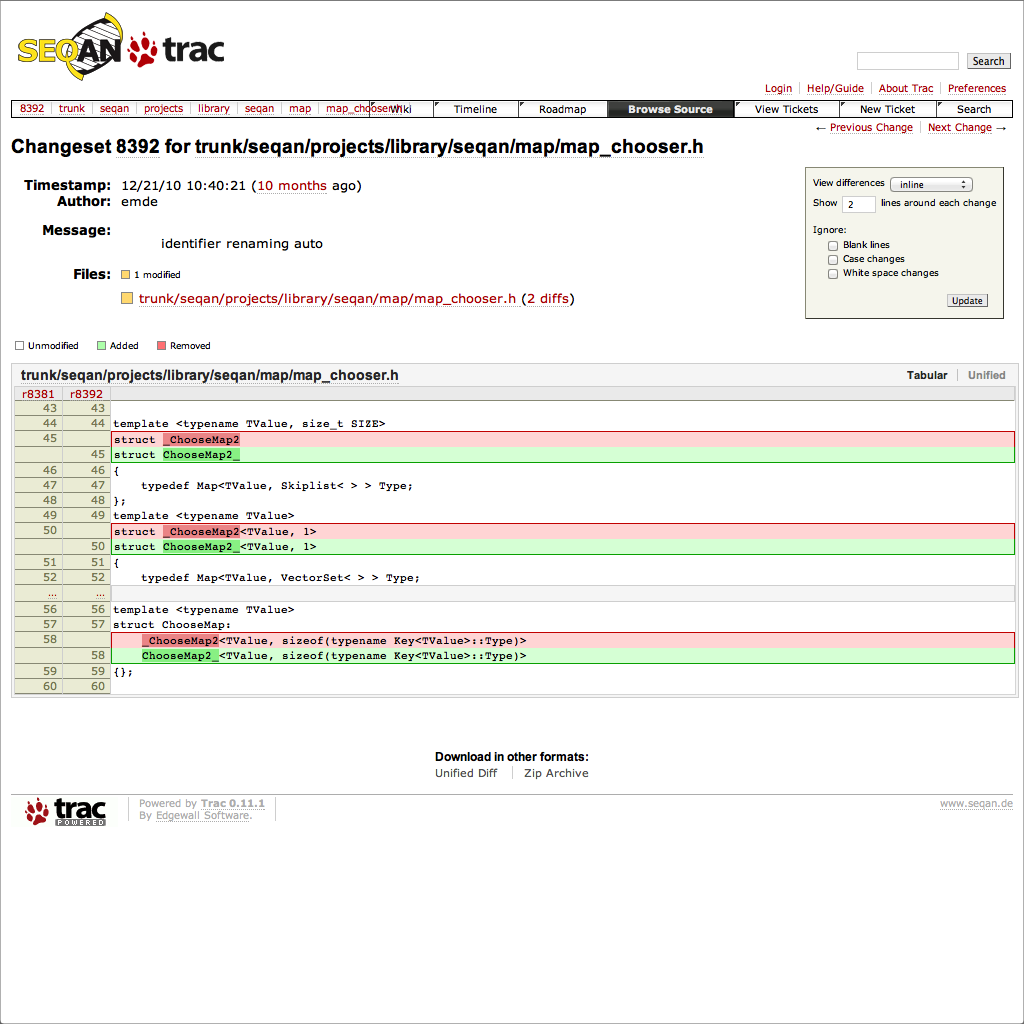 SEQAN trac
Search
Login Help/Guide About Trac Preferences
8392 trunk seqan projects library seqan map map_chooser.h Wiki Timeline Roadmap Browse Source View Tickets New Ticket Search
← Previous Change Next Change →
Changeset 8392 for trunk/seqan/projects/library/seqan/map/map_chooser.h
Timestamp: 12/21/10 10:40:21 (10 months ago)
Author: emde
Message:
identifier renaming auto
Files: 1 modified
trunk/seqan/projects/library/seqan/map/map_chooser.h (2 diffs)
View differences inline
Show 2 lines around each change
Ignore:
Blank lines
Case changes
White space changes
Update
Unmodified Added Removed
trunk/seqan/projects/library/seqan/map/map_chooser.h Tabular Unified
r8381 r8392
43 43
44 44 template <typename TValue, size_t SIZE>
45 struct _ChooseMap2
45 struct ChooseMap2_
46 46 {
47 47 typedef Map<TValue, Skiplist< > > Type;
48 48 };
49 49 template <typename TValue>
50 struct _ChooseMap2<TValue, 1>
50 struct ChooseMap2_<TValue, 1>
51 51 {
52 52 typedef Map<TValue, VectorSet< > > Type;
… …
56 56 template <typename TValue>
57 57 struct ChooseMap:
58 _ChooseMap2<TValue, sizeof(typename Key<TValue>::Type)>
58 ChooseMap2_<TValue, sizeof(typename Key<TValue>::Type)>
59 59 {};
60 60
Download in other formats:
Unified Diff Zip Archive
trac POWERED
Powered by Trac 0.11.1
By Edgewall Software.
www.seqan.de